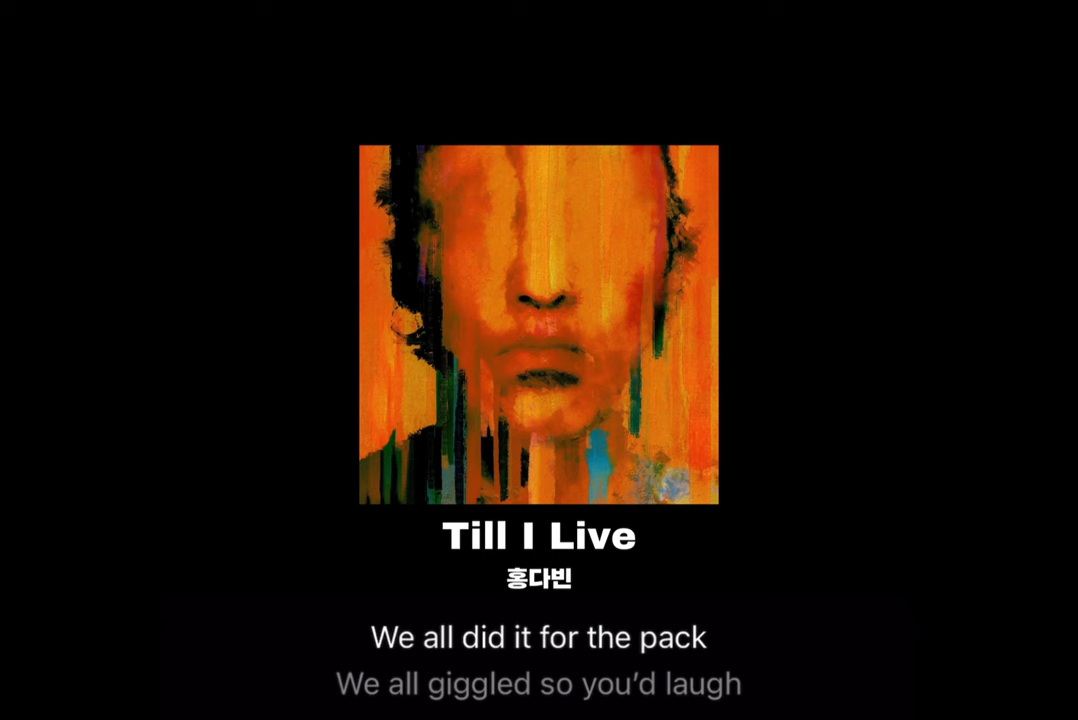 Till I Live
홍다빈
We all did it for the pack
We all giggled so you’d laugh